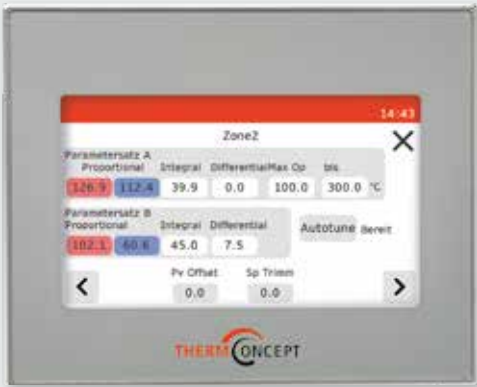 14:43
Zone2
Parametersatz A
Proportional Integral Differential Max Op bis
126.9 112.4 39.9 0.0 100.0 300.0 °C
Parametersatz B
Proportional Integral Differential
102.1 60.6 45.0 7.5 Autotune Bereit
Pv Offset Sp Trimm
0.0 0.0
THERMCONCEPT